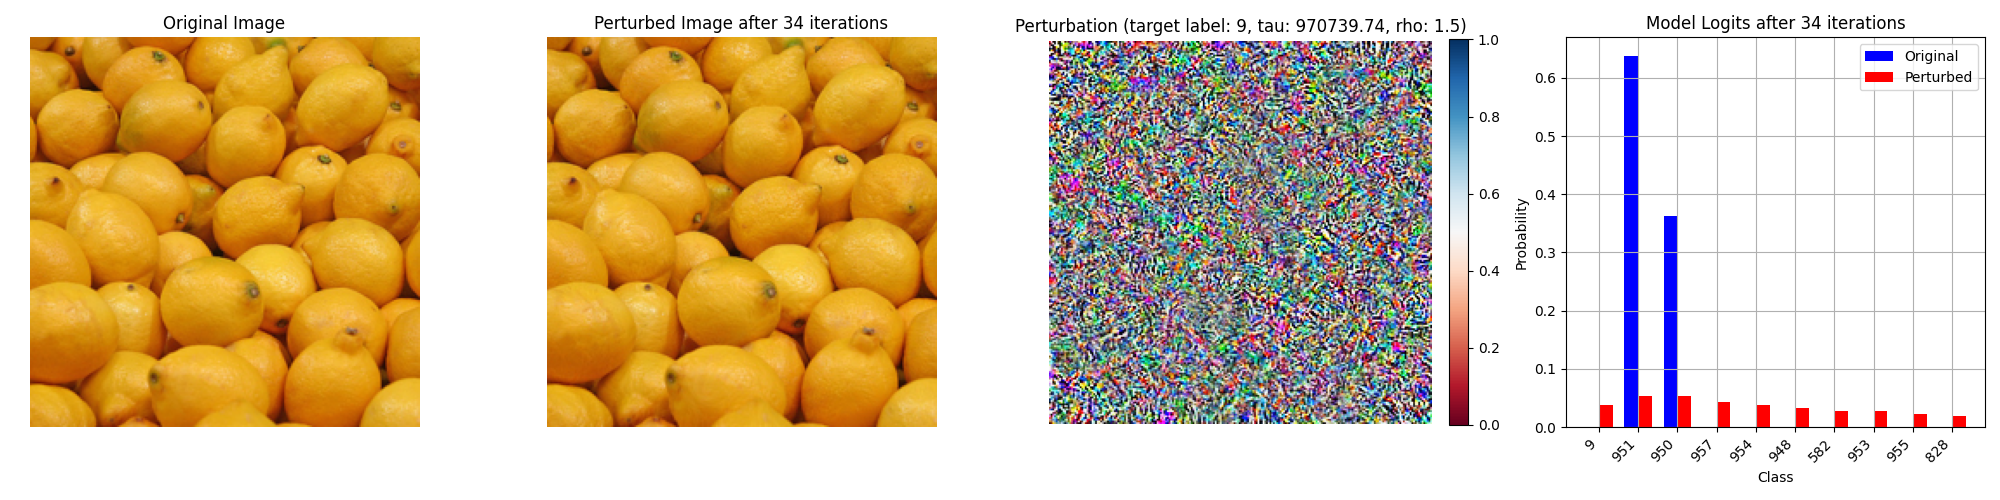 Original Image
Perturbed Image after 34 iterations
Perturbation (target label: 9, tau: 970739.74, rho: 1.5)
1.0
0.8
0.6
0.4
0.2
0.0
Model Logits after 34 iterations
Original
Perturbed
Probability
0.6
0.5
0.4
0.3
0.2
0.1
0.0
9
951
950
957
954
948
582
953
955
828
Class